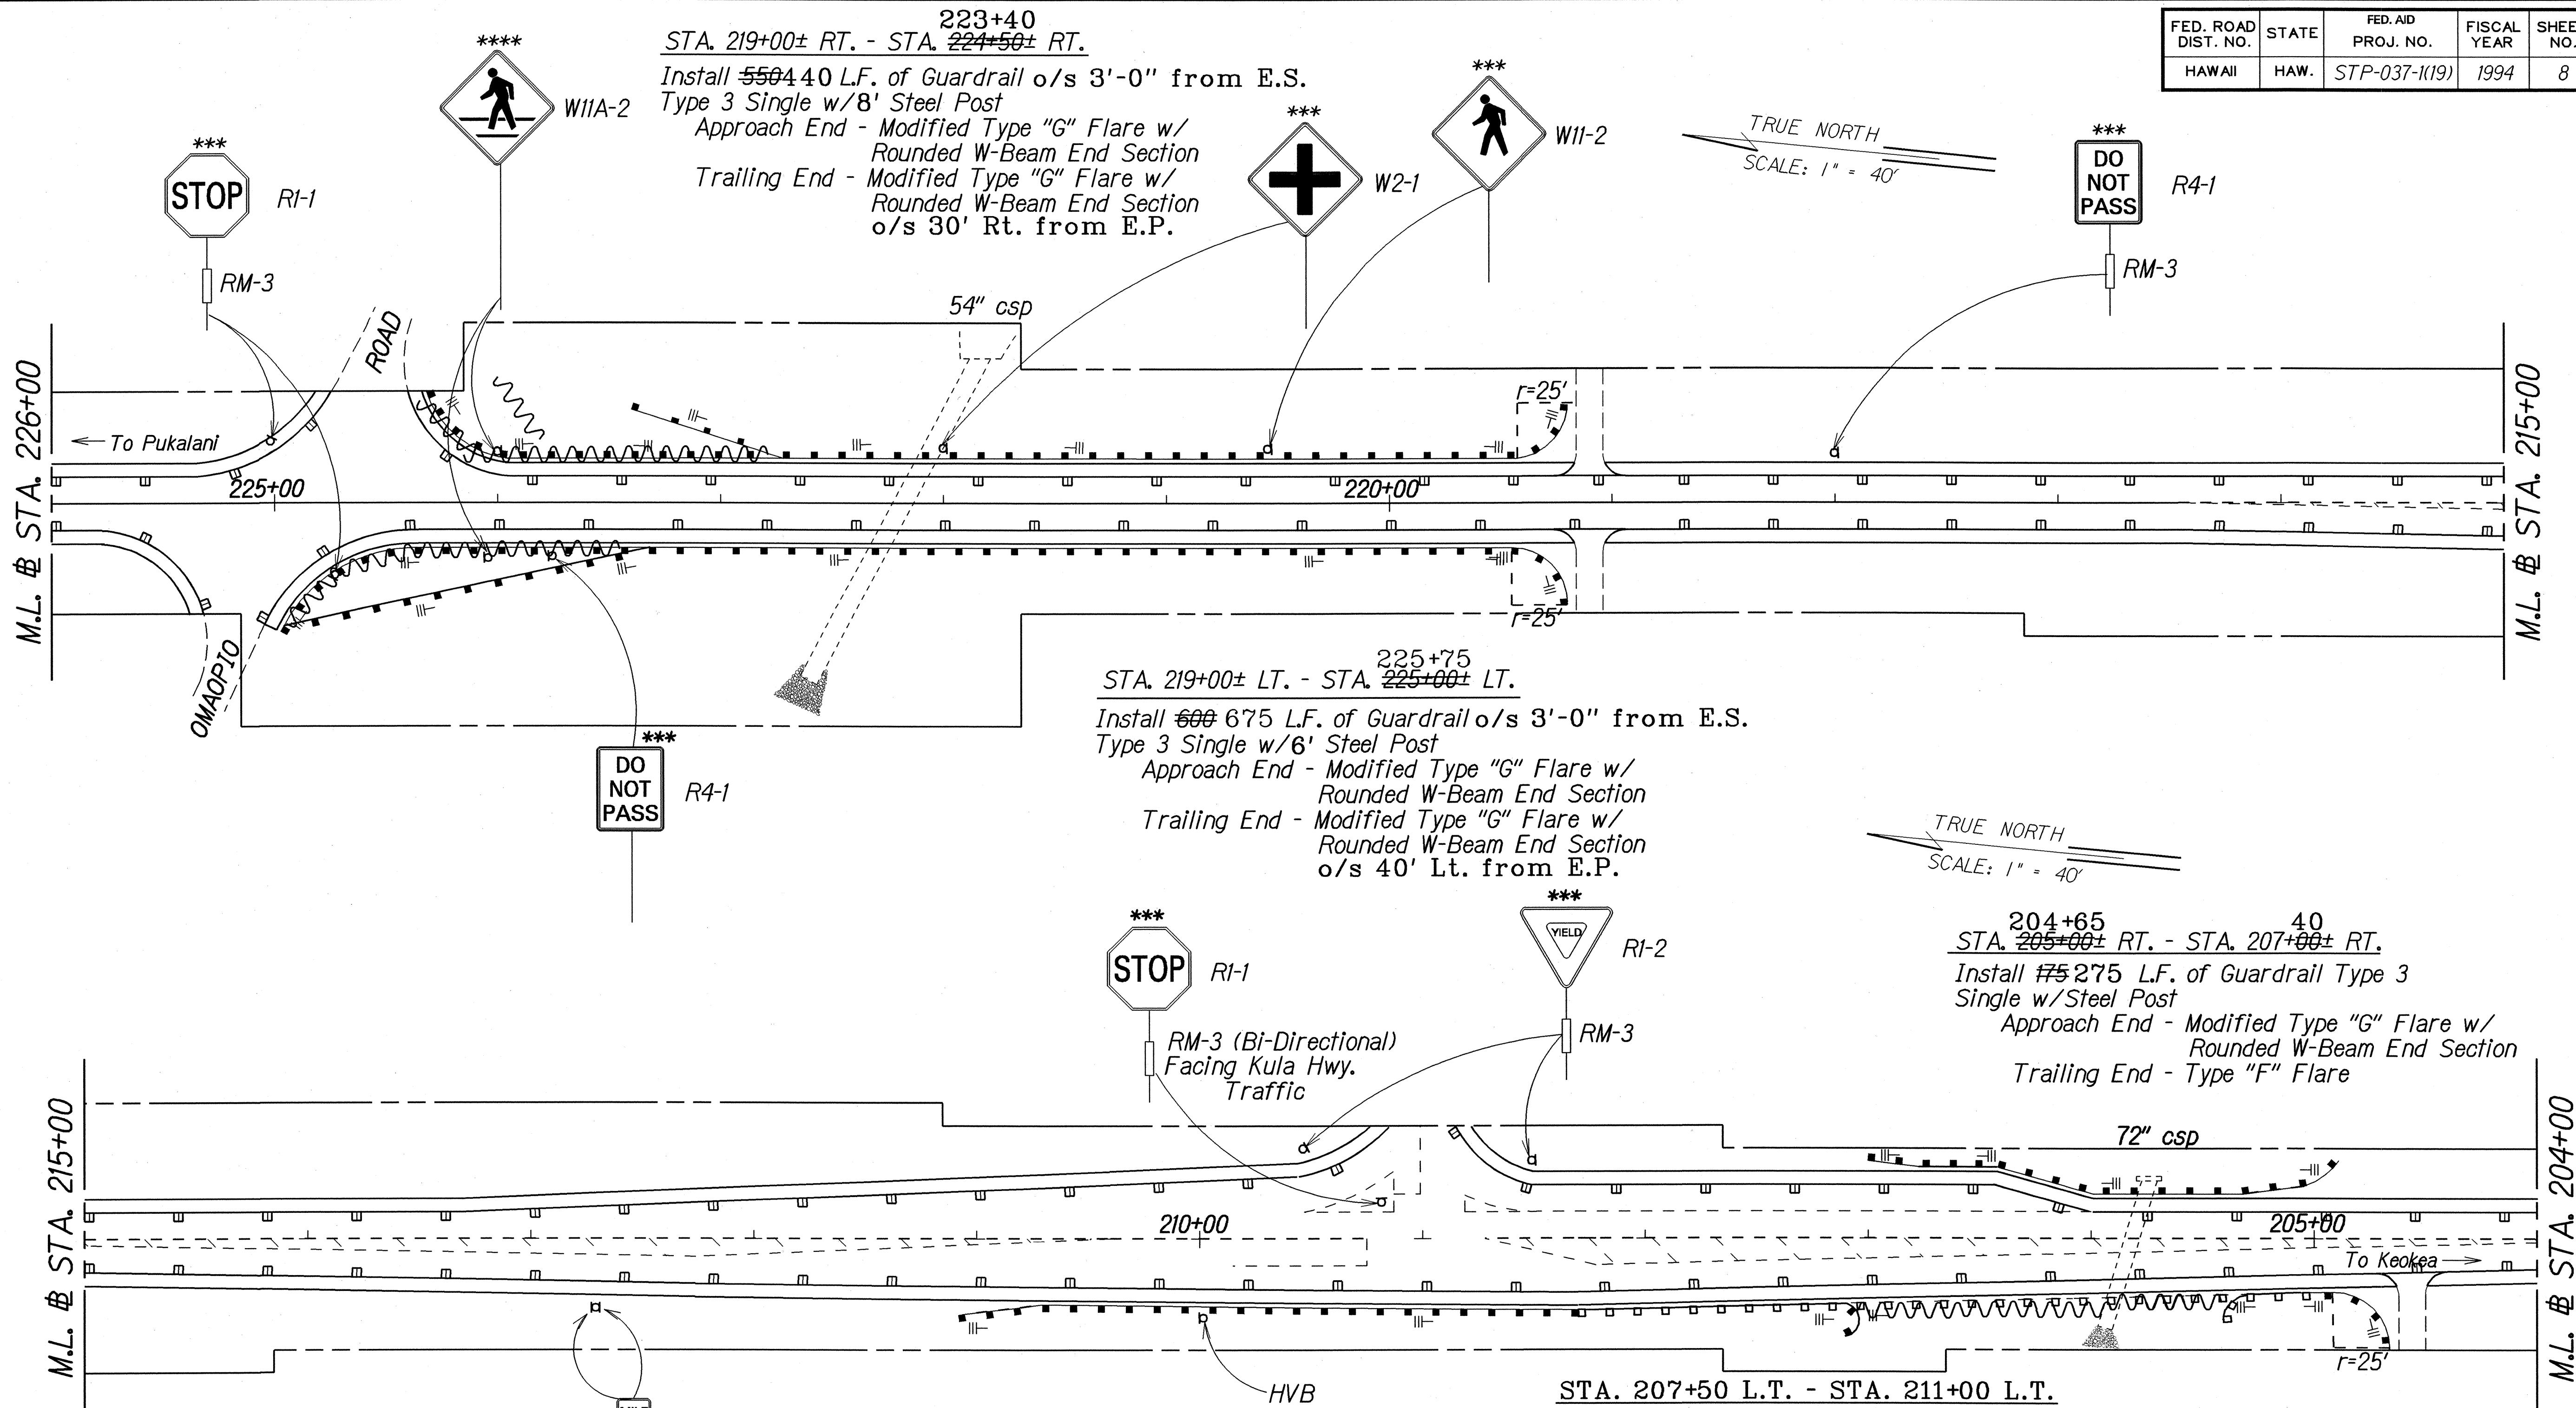 FED. ROAD DIST. NO. STATE FED. AID PROJ. NO. FISCAL YEAR
HAWAII HAW. STP-037-1(19) 1994 8
223+40
STA. 219+00± RT. - STA. 224+50± RT.
Install 550 440 L.F. of Guardrail o/s 3'-0" from E.S.
Type 3 Single w/8' Steel Post
Approach End - Modified Type "G" Flare w/
Rounded W-Beam End Section
Trailing End - Modified Type "G" Flare w/
Rounded W-Beam End Section
o/s 30' Rt. from E.P.
***
STOP
R1-1
RM-3
****
W11A-2
***
W2-1
***
W11-2
TRUE NORTH
SCALE: 1" = 40'
***
DO
NOT
PASS
R4-1
RM-3
54" csp
ROAD
r=25'
M.L. STA. 226+00
To Pukalani
225+00
220+00
M.L. STA. 215+00
r=25'
OMAOPIO
***
DO
NOT
PASS
R4-1
225+75
STA. 219+00± LT. - STA. 225+00± LT.
Install 600 675 L.F. of Guardrail o/s 3'-0" from E.S.
Type 3 Single w/6' Steel Post
Approach End - Modified Type "G" Flare w/
Rounded W-Beam End Section
Trailing End - Modified Type "G" Flare w/
Rounded W-Beam End Section
o/s 40' Lt. from E.P.
TRUE NORTH
SCALE: 1" = 40'
***
STOP
R1-1
RM-3 (Bi-Directional)
Facing Kula Hwy.
Traffic
***
YIELD
R1-2
RM-3
204+65 40
STA. 205+00± RT. - STA. 207+00± RT.
Install 175 275 L.F. of Guardrail Type 3
Single w/Steel Post
Approach End - Modified Type "G" Flare w/
Rounded W-Beam End Section
Trailing End - Type "F" Flare
72" csp
M.L. STA. 215+00
210+00
205+00
To Keokea
M.L. STA. 204+00
r=25'
HVB
STA. 207+50 L.T. - STA. 211+00 L.T.